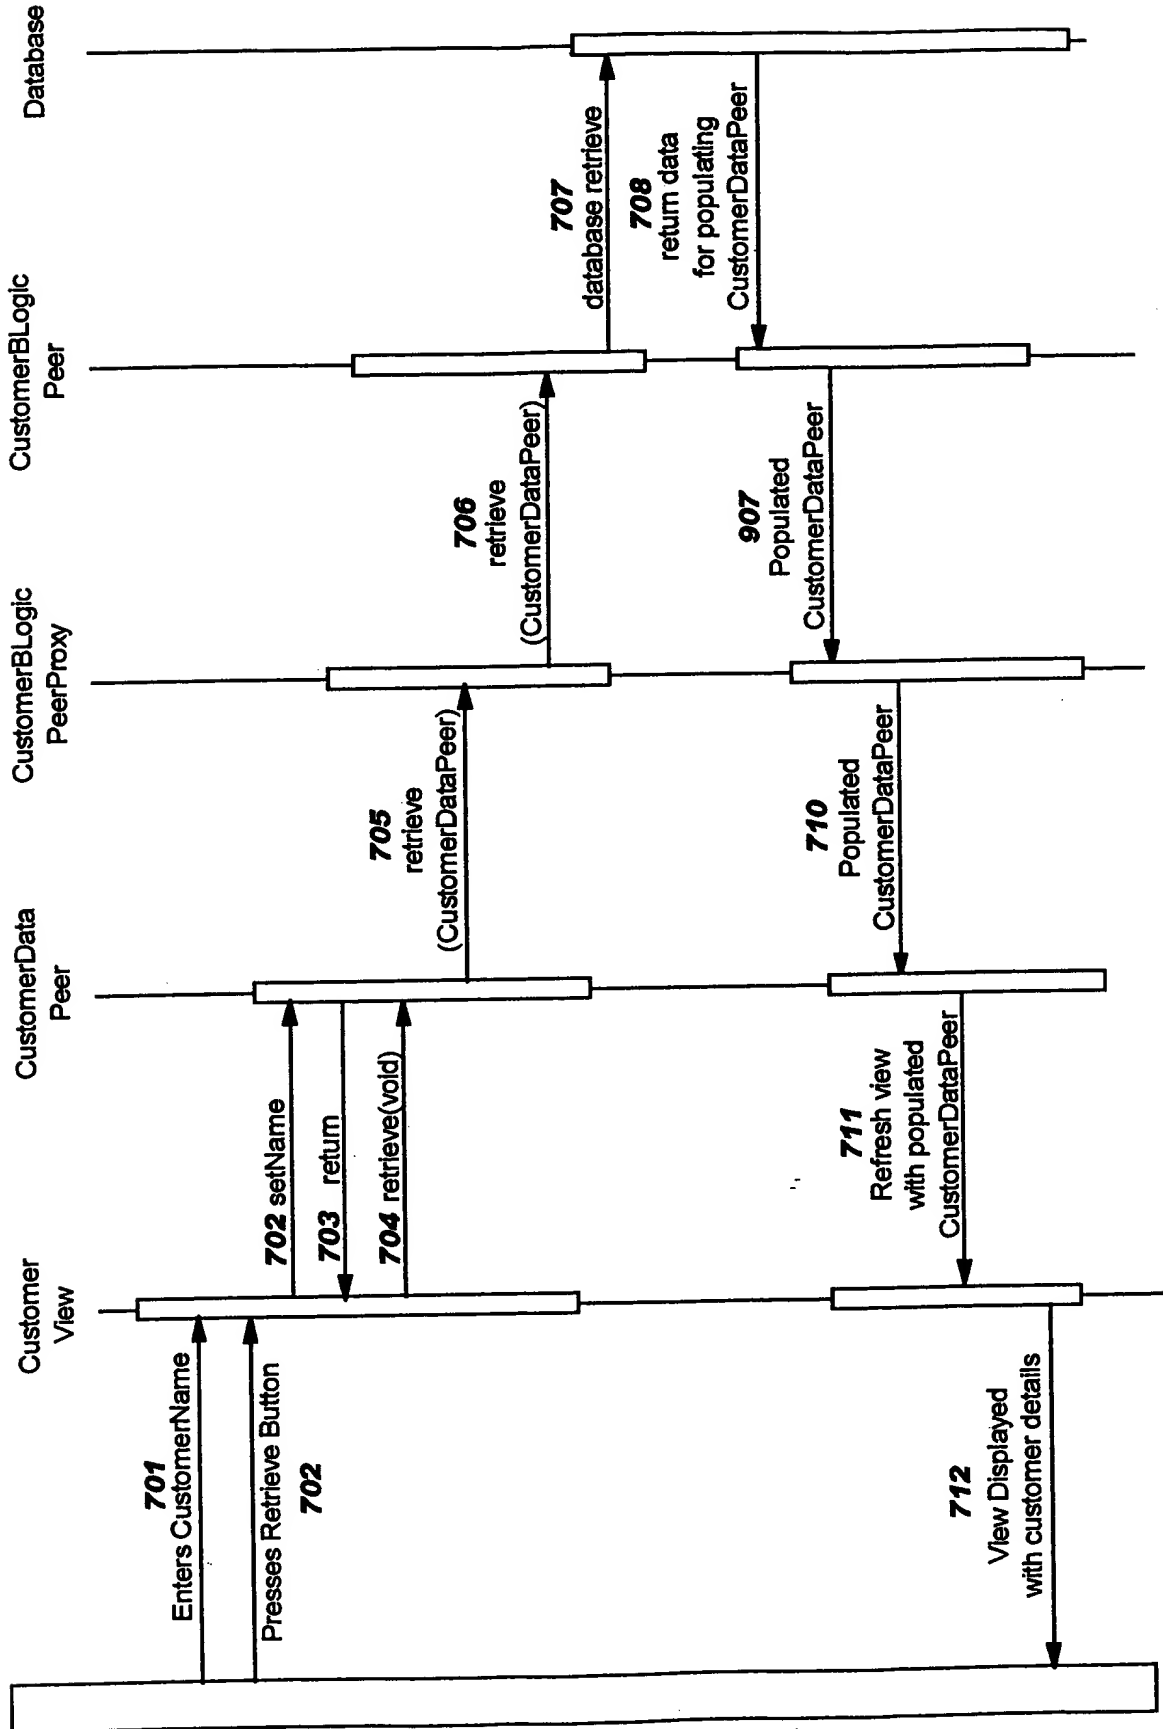 Customer
View
CustomerData
Peer
CustomerBLogic
PeerProxy
CustomerBLogic
Peer
Database
701
Enters CustomerName
Presses Retrieve Button
702
702 setName
703 return
704 retrieve(void)
705
retrieve
(CustomerDataPeer)
706
retrieve
(CustomerDataPeer)
707
database retrieve
708
return data
for populating
CustomerDataPeer
907
Populated
CustomerDataPeer
710
Populated
CustomerDataPeer
711
Refresh view
with populated
CustomerDataPeer
712
View Displayed
with customer details